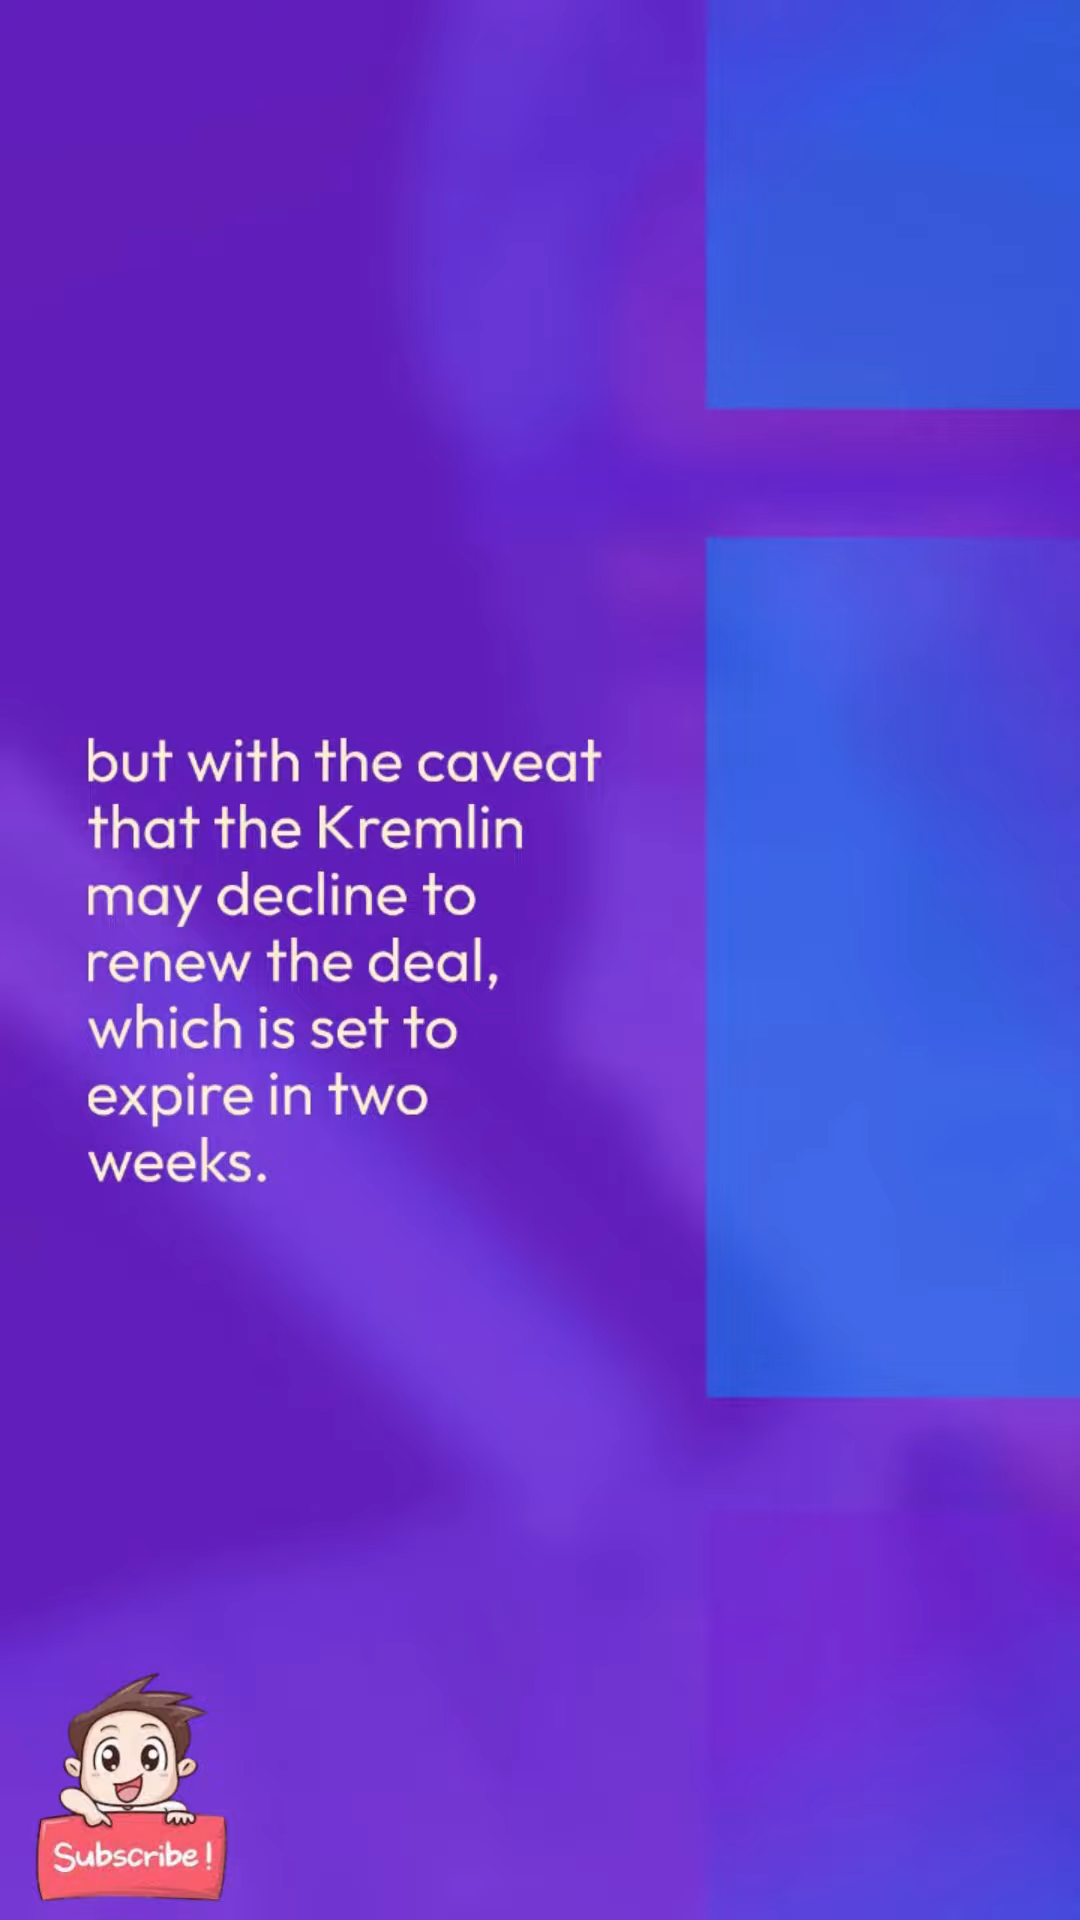 but with the caveat
that the Kremlin
may decline to
renew the deal,
which is set to
expire in two
weeks.
Subscribe!